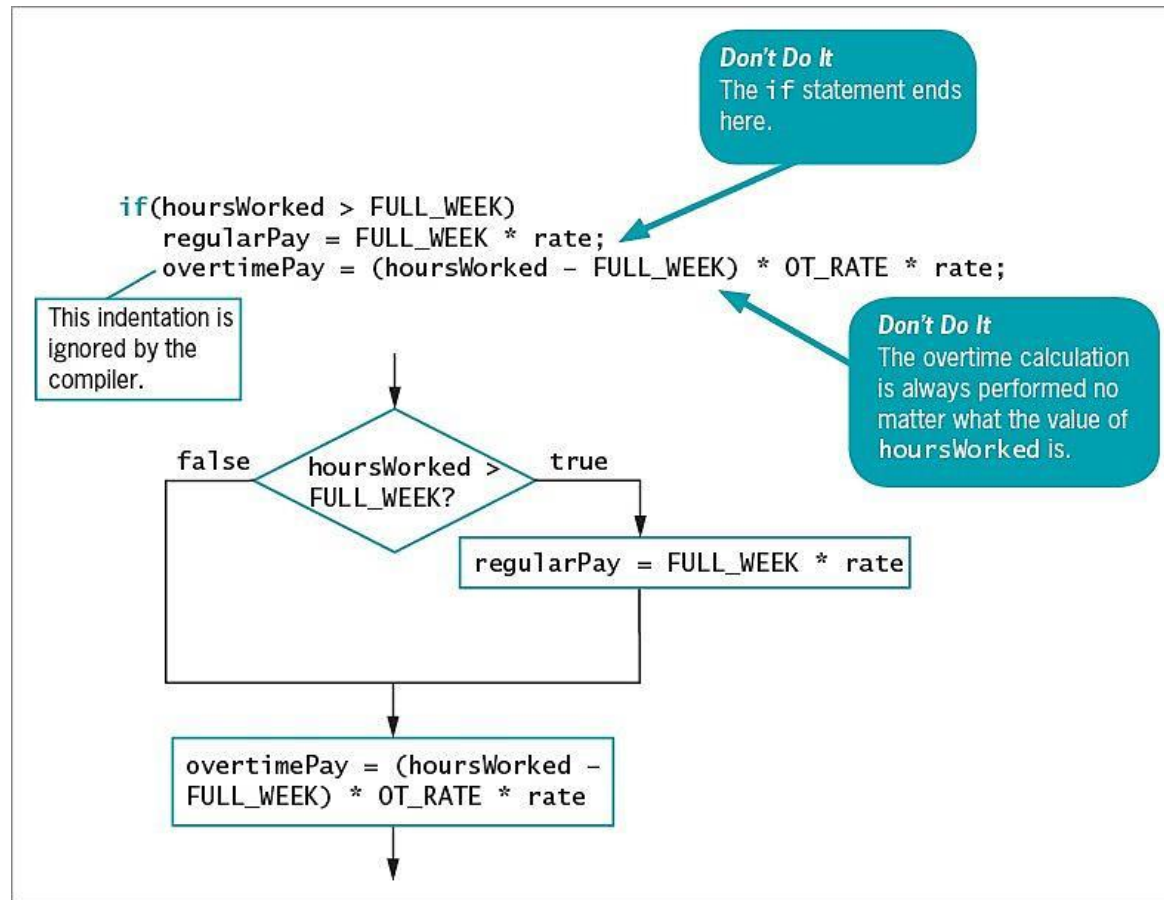 Don't Do It
The if statement ends
here.
if(hoursWorked > FULL_WEEK)
regularPay = FULL_WEEK * rate;
overtimePay = (hoursWorked – FULL_WEEK) * OT_RATE * rate;
This indentation is
ignored by the
compiler.
Don't Do It
The overtime calculation
is always performed no
matter what the value of
hoursWorked is.
false
hoursWorked >
FULL_WEEK?
true
regularPay = FULL_WEEK * rate
overtimePay = (hoursWorked –
FULL_WEEK) * OT_RATE * rate